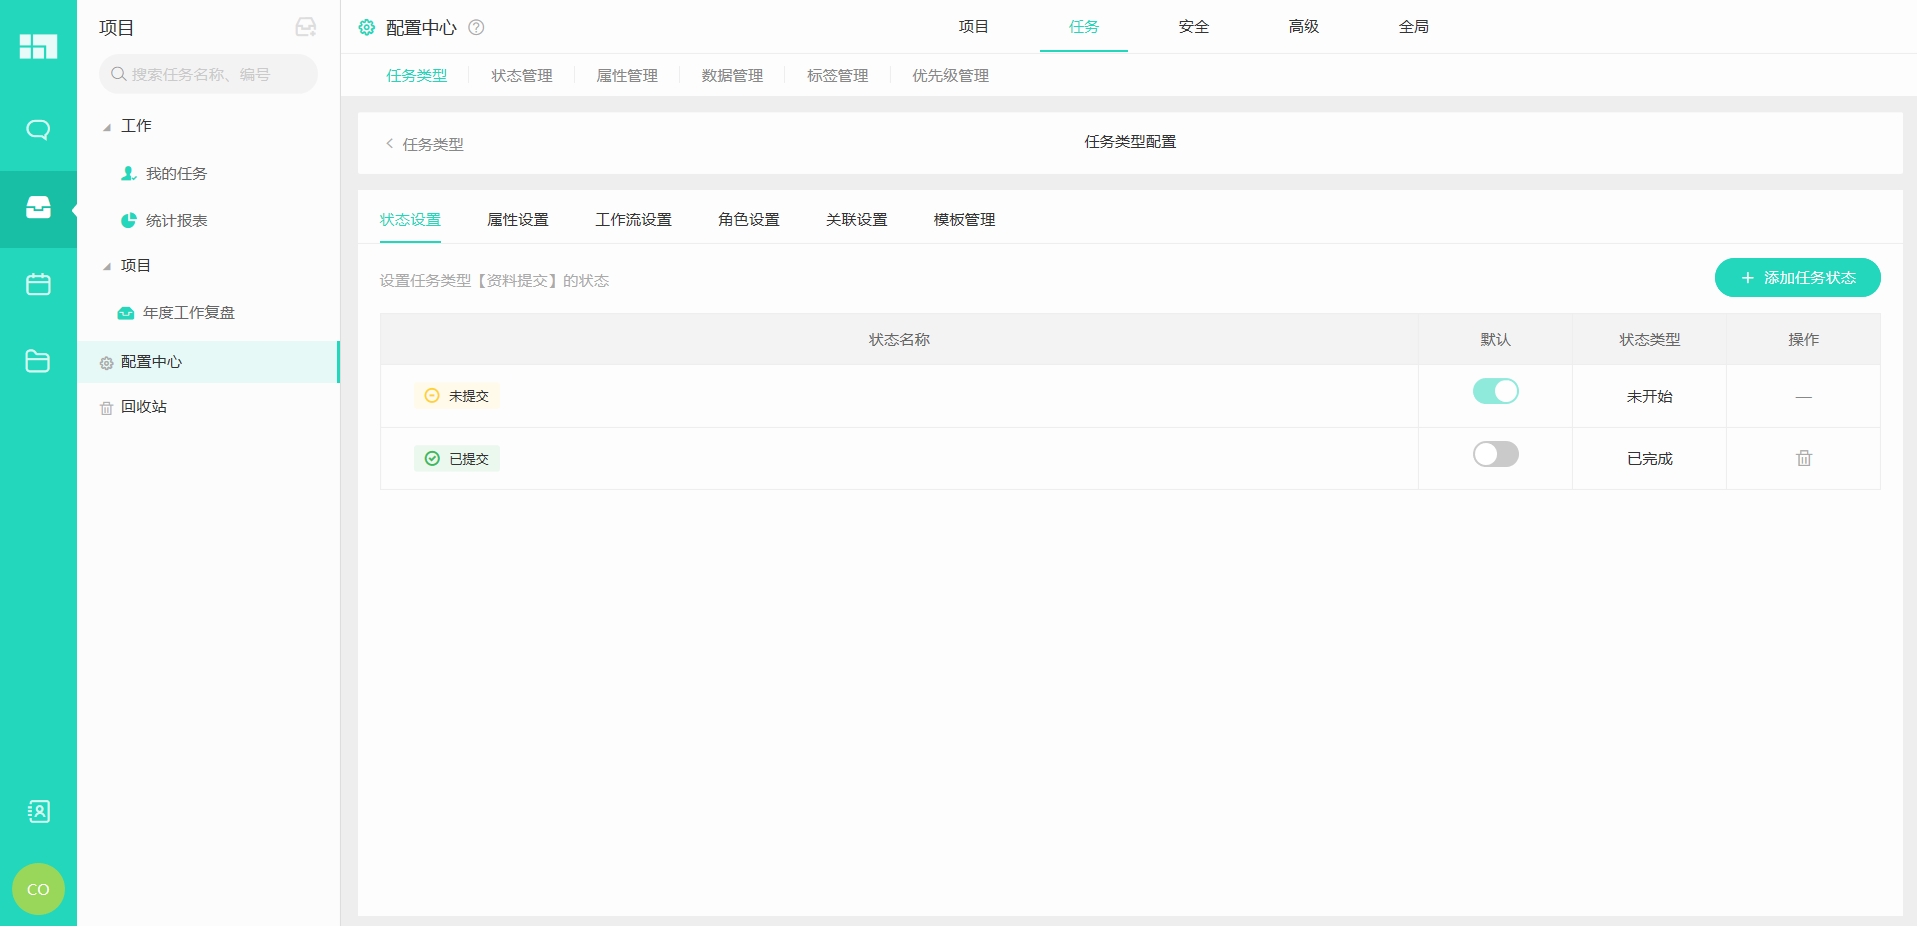 项目
搜索任务名称、编号
工作
我的任务
统计报表
项目
年度工作复盘
配置中心
回收站
CO
配置中心
项目 任务 安全 高级 全局
任务类型 状态管理 属性管理 数据管理 标签管理 优先级管理
任务类型
任务类型配置
状态设置 属性设置 工作流设置 角色设置 关联设置 模板管理
设置任务类型【资料提交】的状态
添加任务状态
状态名称 默认 状态类型 操作
未提交 未开始 —
已提交 已完成